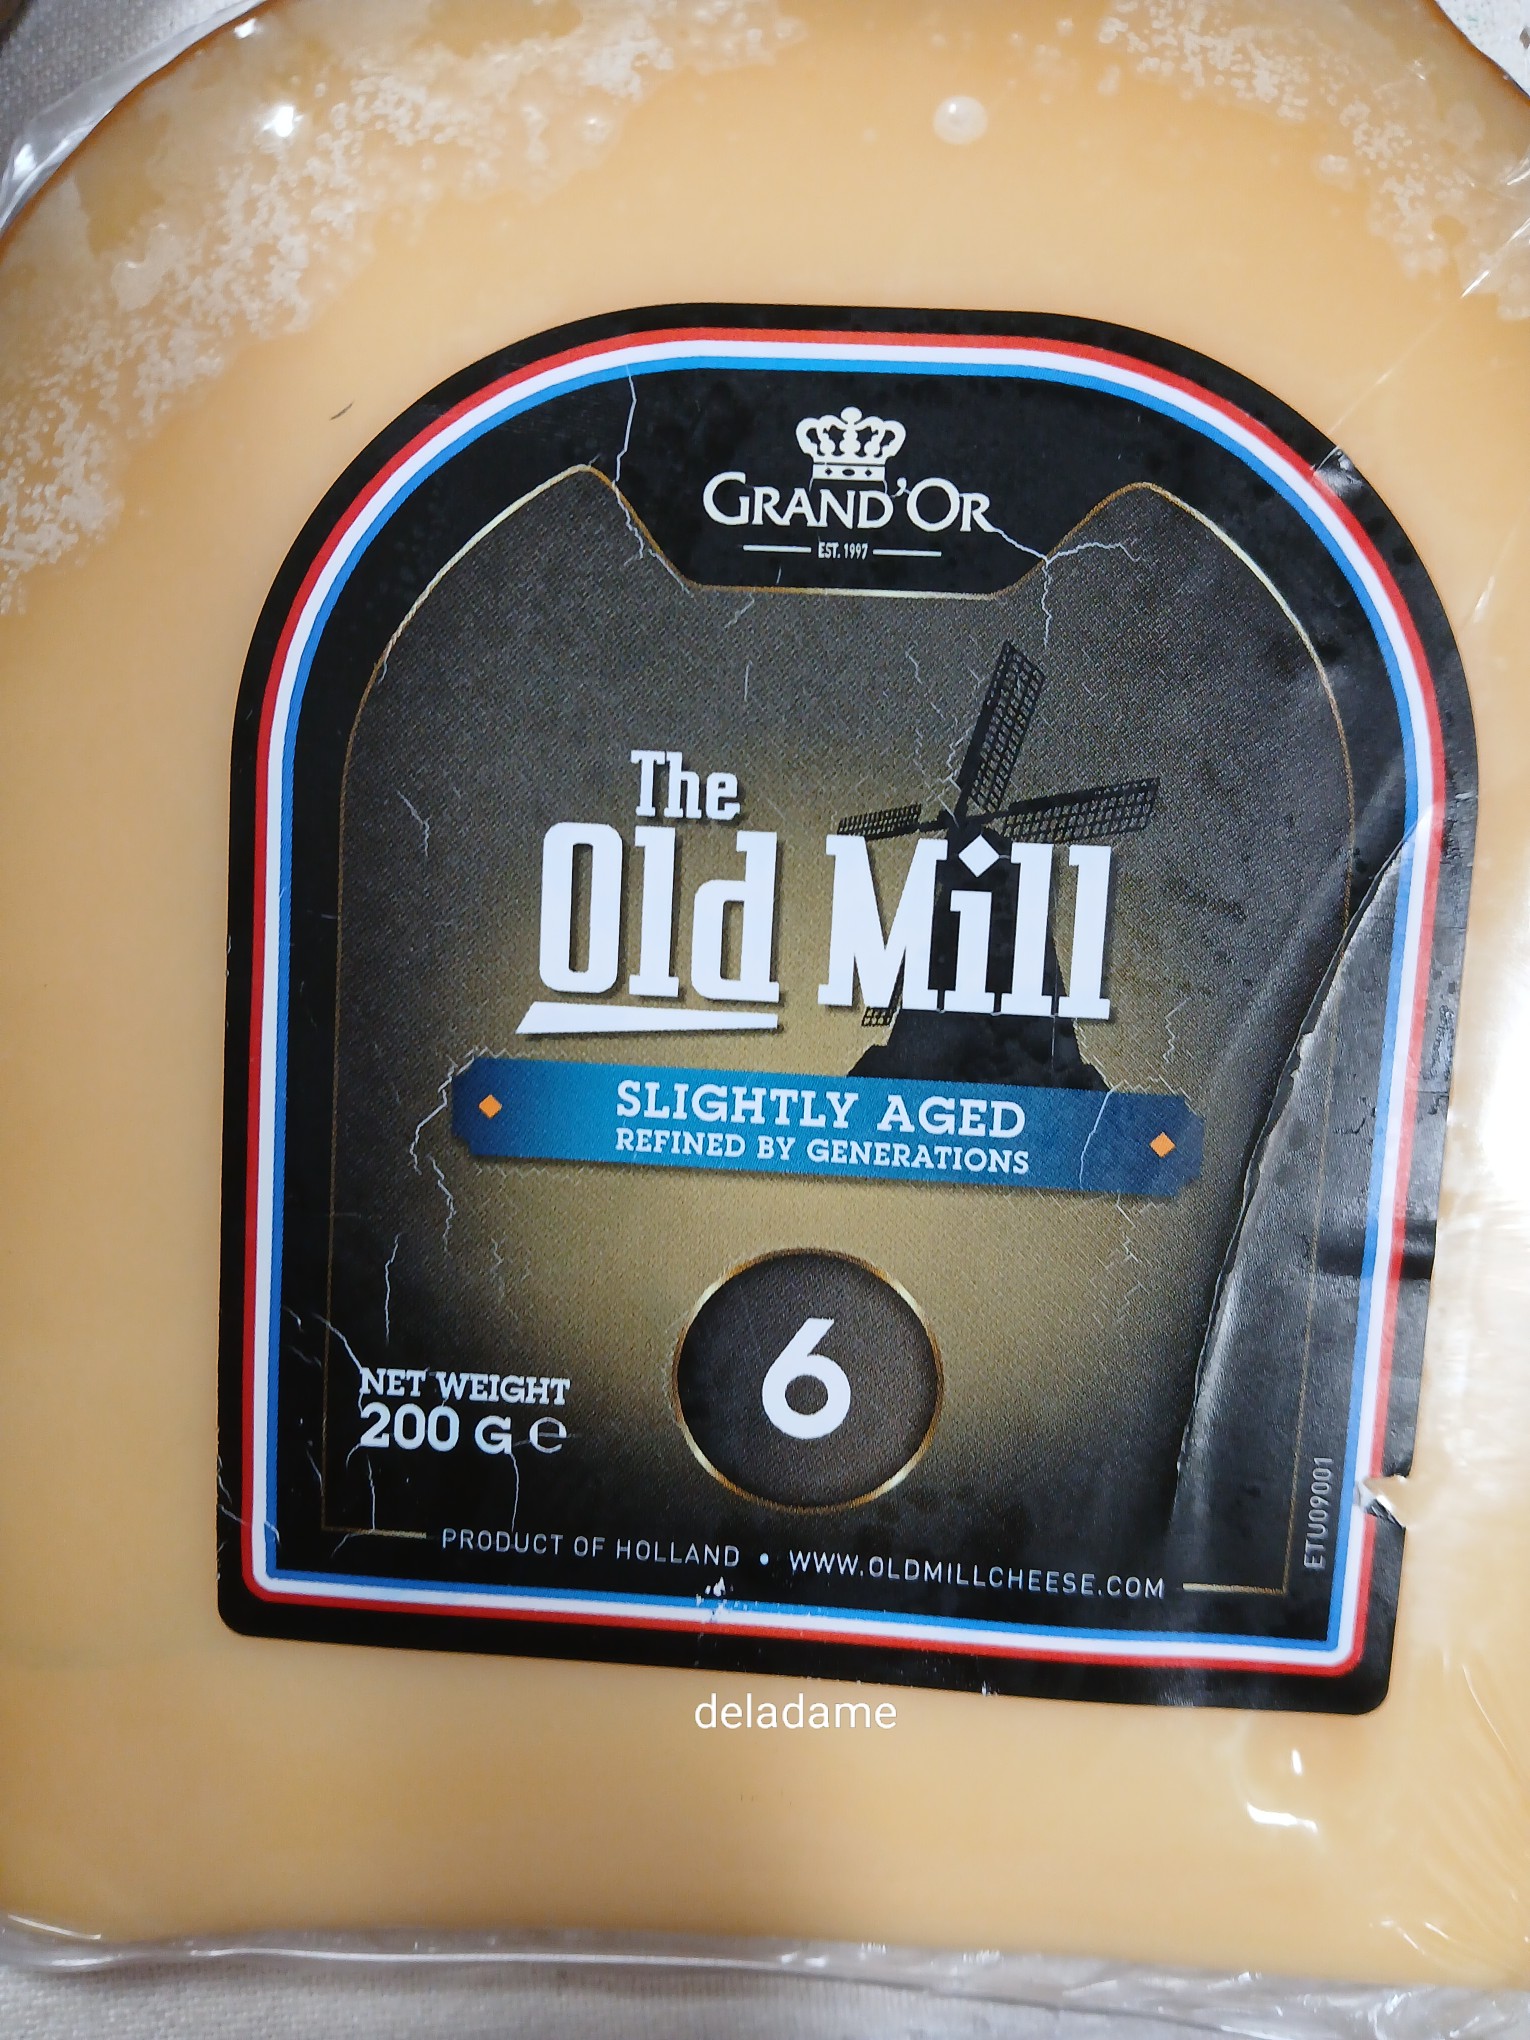 GRAND'OR
EST. 1997
The
Old Mill
SLIGHTLY AGED
REFINED BY GENERATIONS
6
NET WEIGHT
200 G ℮
ETU09001
PRODUCT OF HOLLAND • WWW.OLDMILLCHEESE.COM
deladame